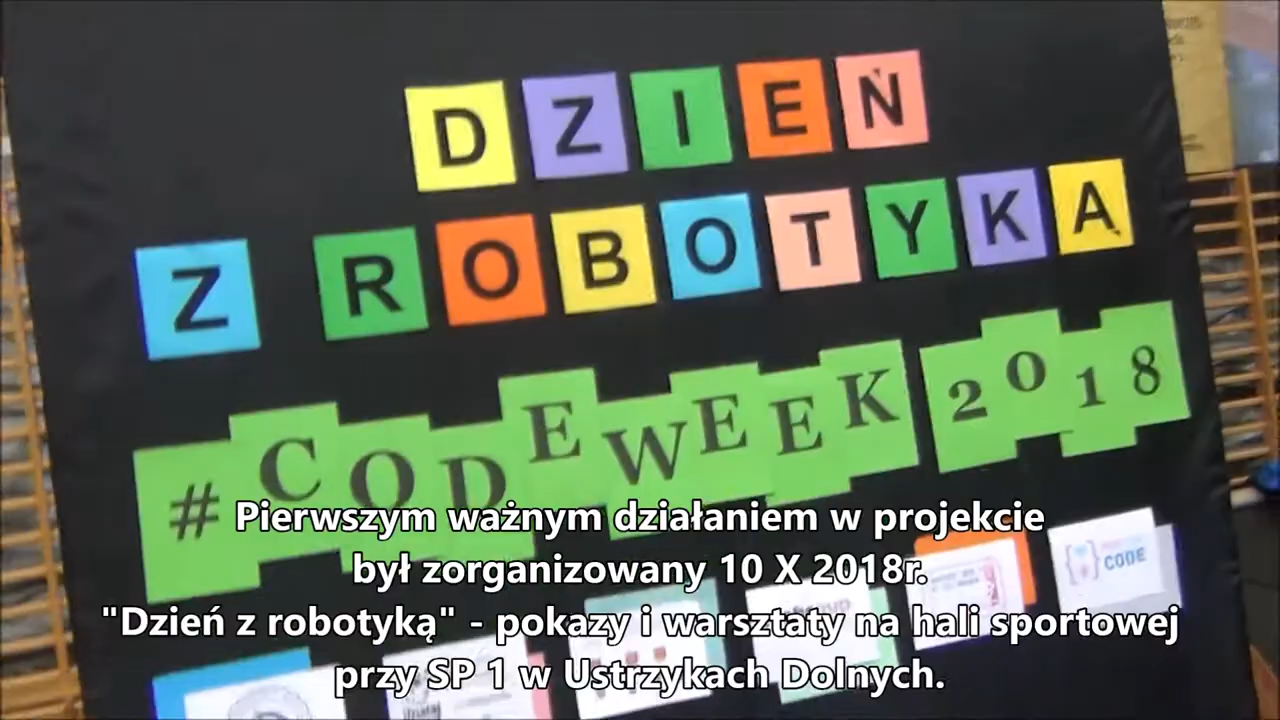 DZIEŃ
Z ROBOTYKĄ
#CODEWEEK 2018
CODE
Pierwszym ważnym działaniem w projekcie
był zorganizowany 10 X 2018r.
"Dzień z robotyką" - pokazy i warsztaty na hali sportowej
przy SP 1 w Ustrzykach Dolnych.